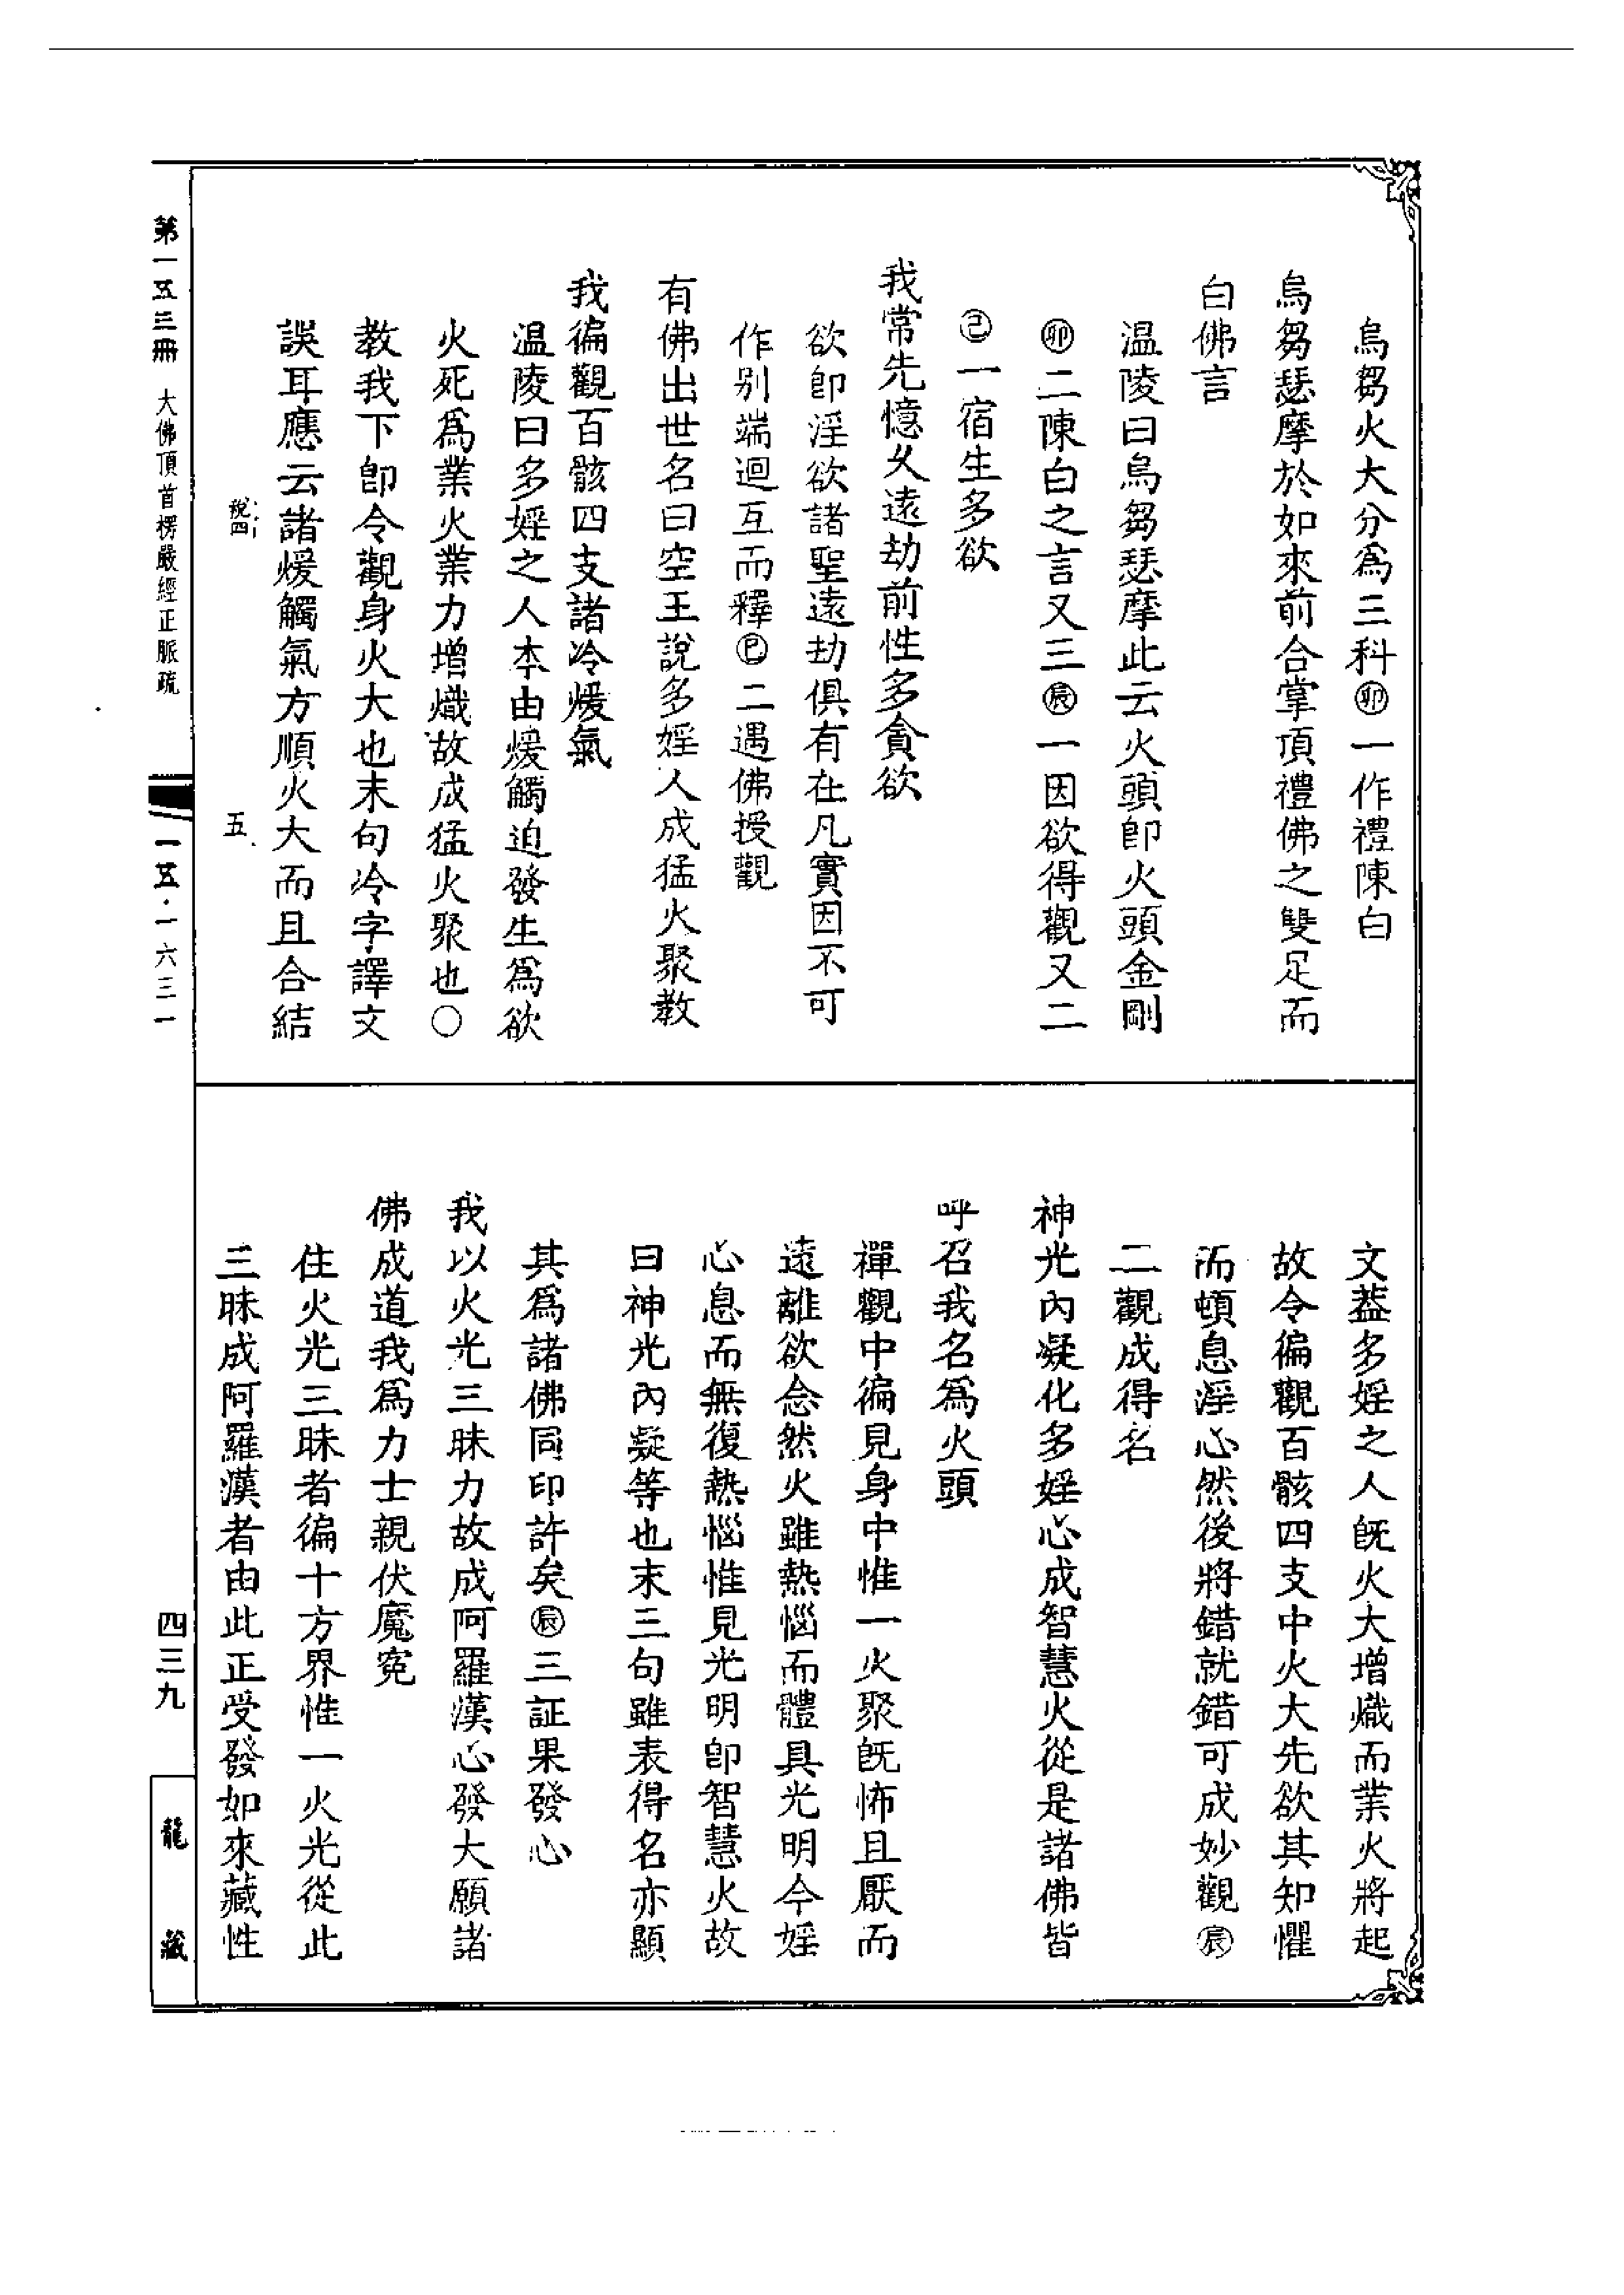 烏芻火大分為三科㊞一作禮陳白
烏芻瑟摩於如來前合掌頂禮佛之雙足而
白佛言
温陵曰烏芻瑟摩此云火頭卽火頭金剛
卯二陳白之言又三辰一因欲得觀又二
巳一宿生多欲
我常先憶久遠劫前性多貪欲
欲卽淫欲諸聖遠劫俱有在凡實因不可
作別端迴互而釋巳二遇佛授觀
有佛出世名曰空王說多婬人成猛火聚教
我徧觀百骸四支諸冷煖氣
温陵曰多婬之人本由煖觸迫發生為欲
火死為業火業力增熾故成猛火聚也〇
教我下卽令觀身火大也末句冷字譯文
誤耳應云諸煖觸氣方順火大而且合結
文葢多婬之人旣火大增熾而業火將起
故令徧觀百骸四支中火大先欲其知懼
而頓息淫心然後將錯就錯可成妙觀辰
二觀成得名
神光內凝化多婬心成智慧火從是諸佛皆
呼召我名為火頭
禪觀中徧見身中惟一火聚旣怖且厭而
遠離欲念然火雖熱惱而體具光明今婬
心息而無復熱惱惟見光明卽智慧火故
曰神光內凝等也末三句雖表得名亦顯
其為諸佛同印許矣辰三証果發心
我以火光三昧力故成阿羅漢心發大願諸
佛成道我為力士親伏魔寃
住火光三昧者徧十方界惟一火光從此
三昧成阿羅漢者由此正受發如來藏性
第一五三冊 大佛頂首楞嚴經正脈疏
稅四 五
一五·一六三一
四三九
龍藏